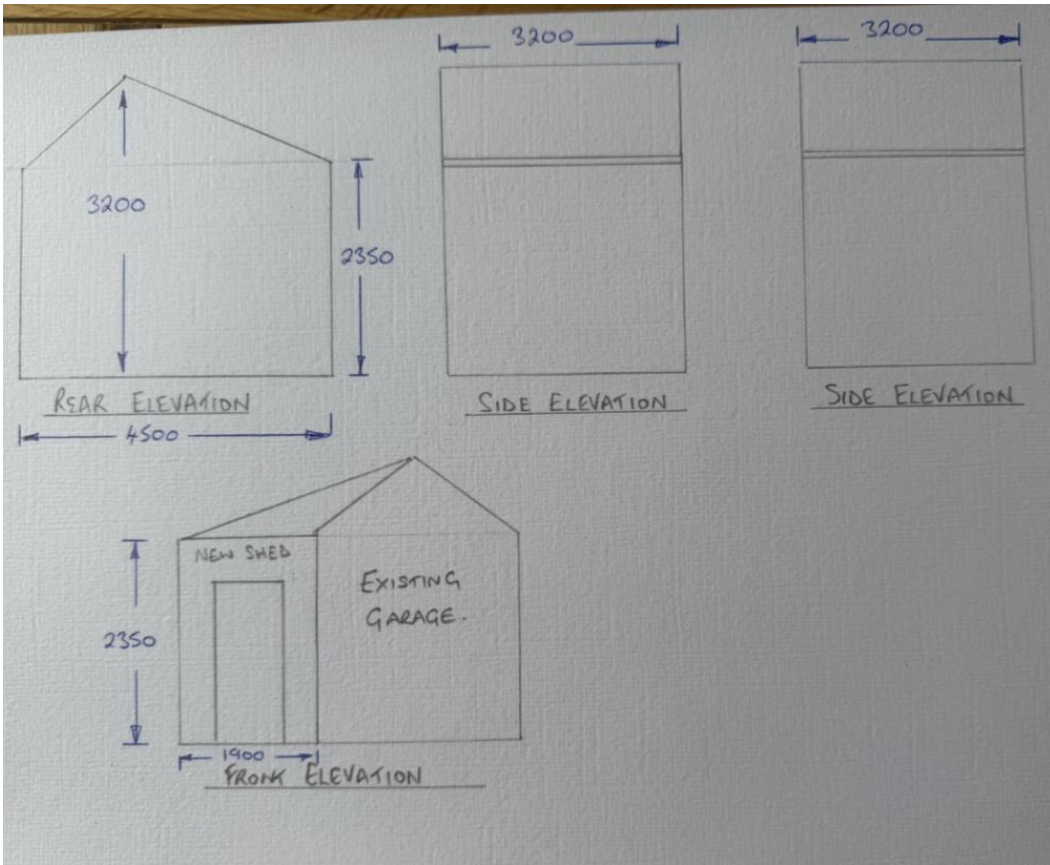 3200
3200
3200
2350
REAR ELEVATION
SIDE ELEVATION
SIDE ELEVATION
4500
NEW SHED
EXISTING
GARAGE.
2350
1900
FRONT ELEVATION